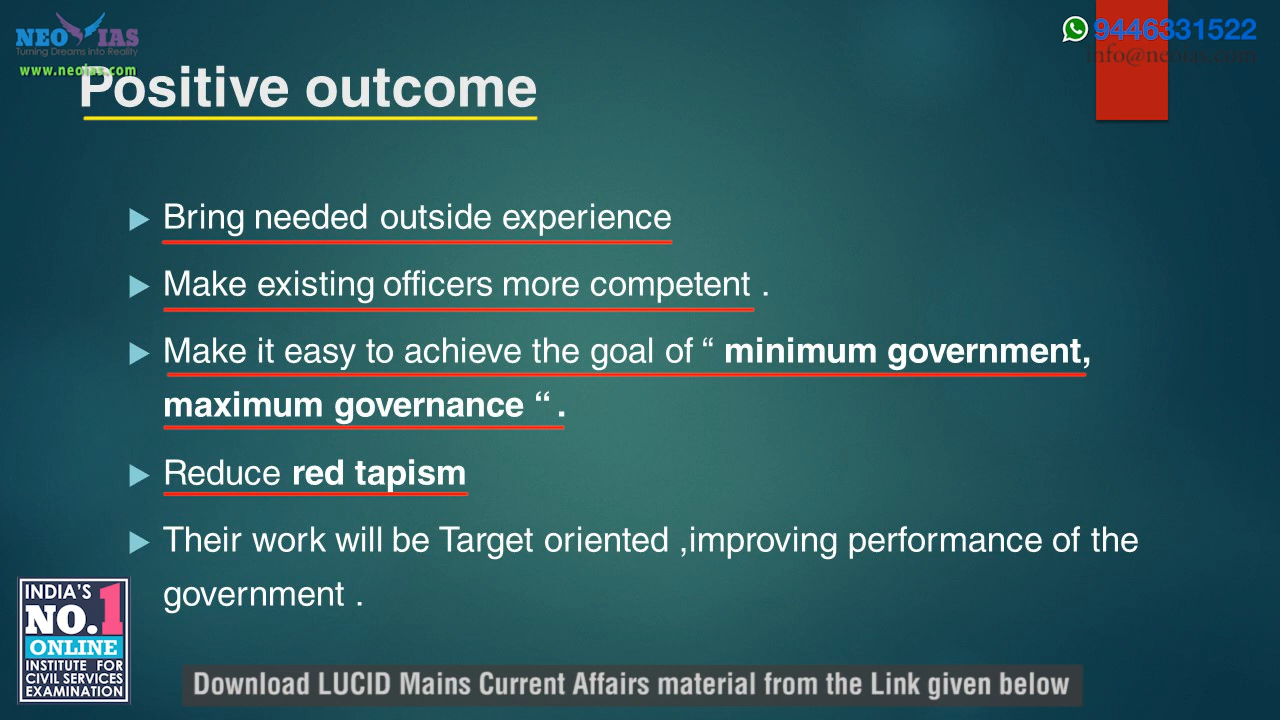 NEO IAS
Turning Dreams Into Reality
www.neoias.com
9446331522
info@neoias.com
Positive outcome
Bring needed outside experience
Make existing officers more competent .
Make it easy to achieve the goal of “ minimum government,
maximum governance “ .
Reduce red tapism
Their work will be Target oriented ,improving performance of the
government .
INDIA'S
NO.1
ONLINE
INSTITUTE FOR
CIVIL SERVICES
EXAMINATION
Download LUCID Mains Current Affairs material from the Link given below